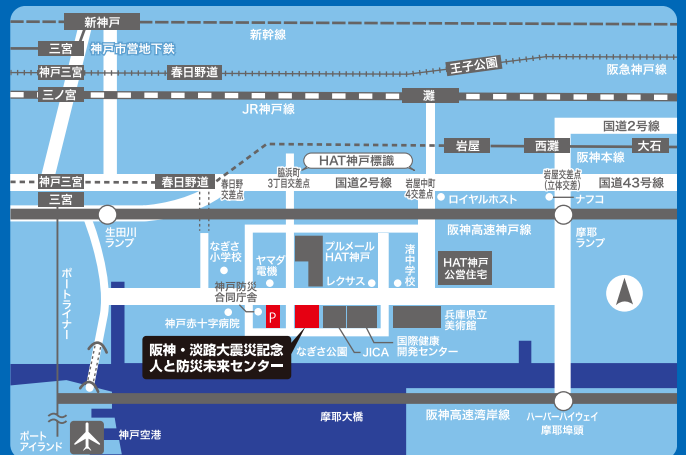 新神戸
新幹線
三宮
神戸市営地下鉄
神戸三宮
春日野道
王子公園
阪急神戸線
三ノ宮
灘
JR神戸線
国道2号線
岩屋
西灘
大石
阪神本線
HAT神戸標識
神戸三宮
春日野道
春日野
交差点
脇浜町
3丁目交差点
国道2号線
岩屋中町
4交差点
岩屋交差点
(立体交差)
国道43号線
三宮
ロイヤルホスト
ナフコ
生田川
ランプ
阪神高速神戸線
摩耶
ランプ
なぎさ
小学校
ヤマダ
電機
ブルメール
HAT神戸
渚中学校
HAT神戸
公営住宅
ポートライナー
レクサス
神戸防災
合同庁舎
P
神戸赤十字病院
兵庫県立
美術館
国際健康
開発センター
JICA
なぎさ公園
阪神・淡路大震災記念
人と防災未来センター
摩耶大橋
阪神高速湾岸線
ハーバーハイウェイ
摩耶埠頭
ポート
アイランド
神戸空港